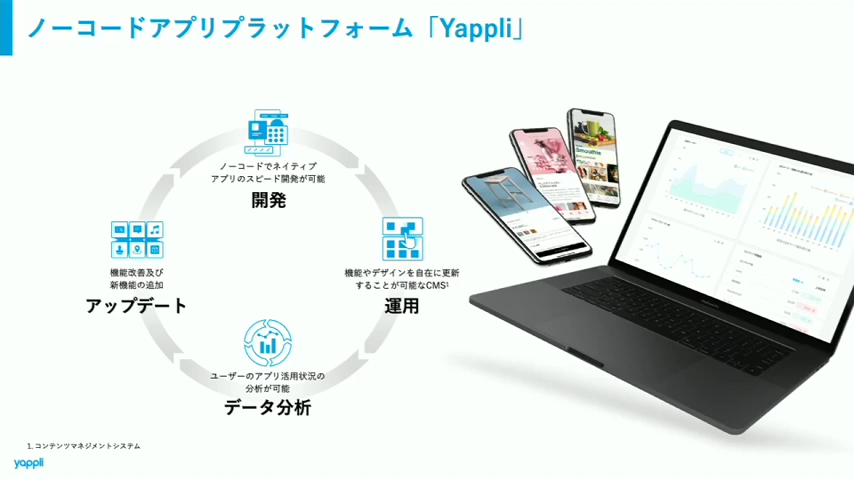 ノーコードアプリプラットフォーム「Yappli」
ノーコードでネイティブ
アプリのスピード開発が可能
開発
機能改善及び
新機能の追加
アップデート
機能やデザインを自在に更新
することが可能なCMS¹
運用
ユーザーのアプリ活用状況の
分析が可能
データ分析
Smoothie
1. コンテンツマネジメントシステム
yappli